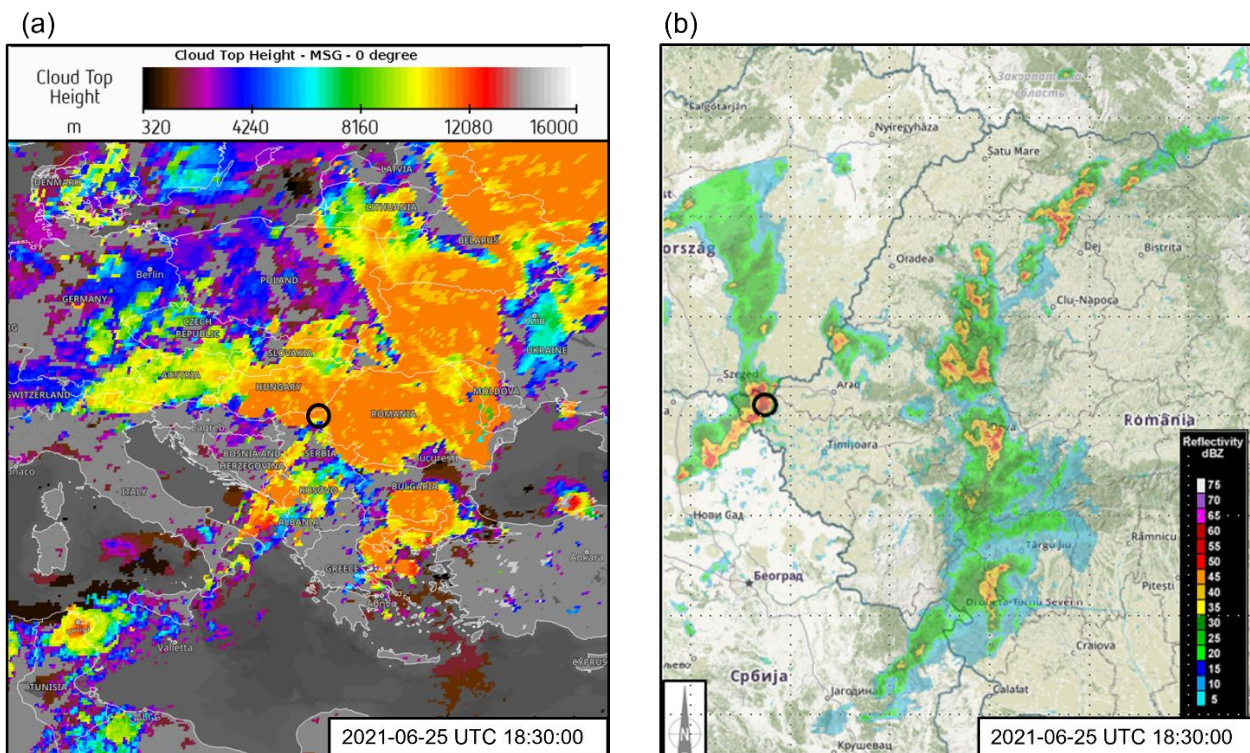 (a)
Cloud Top Height - MSG - 0 degree
Cloud Top
Height
m
320 4240 8160 12080 16000
DENMARK
LATVIA
LITHUANIA
BELARUS
Berlin
POLAND
GERMANY
CZECH
REPUBLIC
UKRAINE
SLOVAKIA
AUSTRIA
SWITZERLAND
HUNGARY
MOLDOVA
ROMANIA
Zagreb
BOSNIA AND
HERZEGOVINA
SERBIA
Bucuresti
ITALY
KOSOVO
BULGARIA
ALBANIA
Ankara
GREECE
Valletta
CYPRUS
TUNISIA
2021-06-25 UTC 18:30:00
(b)
Закарпатська
область
Salgótarján
Nyíregyháza
Satu Mare
ország
Oradea
Dej
Bistrița
Cluj-Napoca
Szeged
Arad
Timișoara
România
Нови Сад
Târgu Jiu
Râmnicu
Београд
Pitești
Drobeta-Turnu Severin
Craiova
Србија
Јагодина
Calafat
Крушевац
N
Reflectivity
dBZ
75
70
65
60
55
50
45
40
35
30
25
20
15
10
5
2021-06-25 UTC 18:30:00